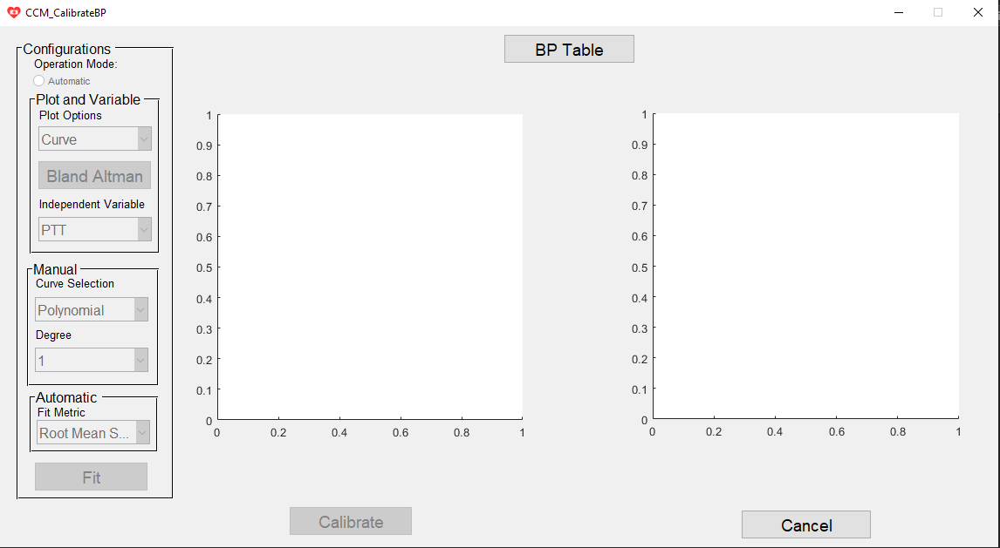 CCM_CalibrateBP
Configurations
Operation Mode:
Automatic
Plot and Variable
Plot Options
Curve
Bland Altman
Independent Variable
PTT
Manual
Curve Selection
Polynomial
Degree
1
Automatic
Fit Metric
Root Mean S...
Fit
BP Table
1
0.9
0.8
0.7
0.6
0.5
0.4
0.3
0.2
0.1
0
0 0.2 0.4 0.6 0.8 1
1
0.9
0.8
0.7
0.6
0.5
0.4
0.3
0.2
0.1
0
0 0.2 0.4 0.6 0.8 1
Calibrate
Cancel